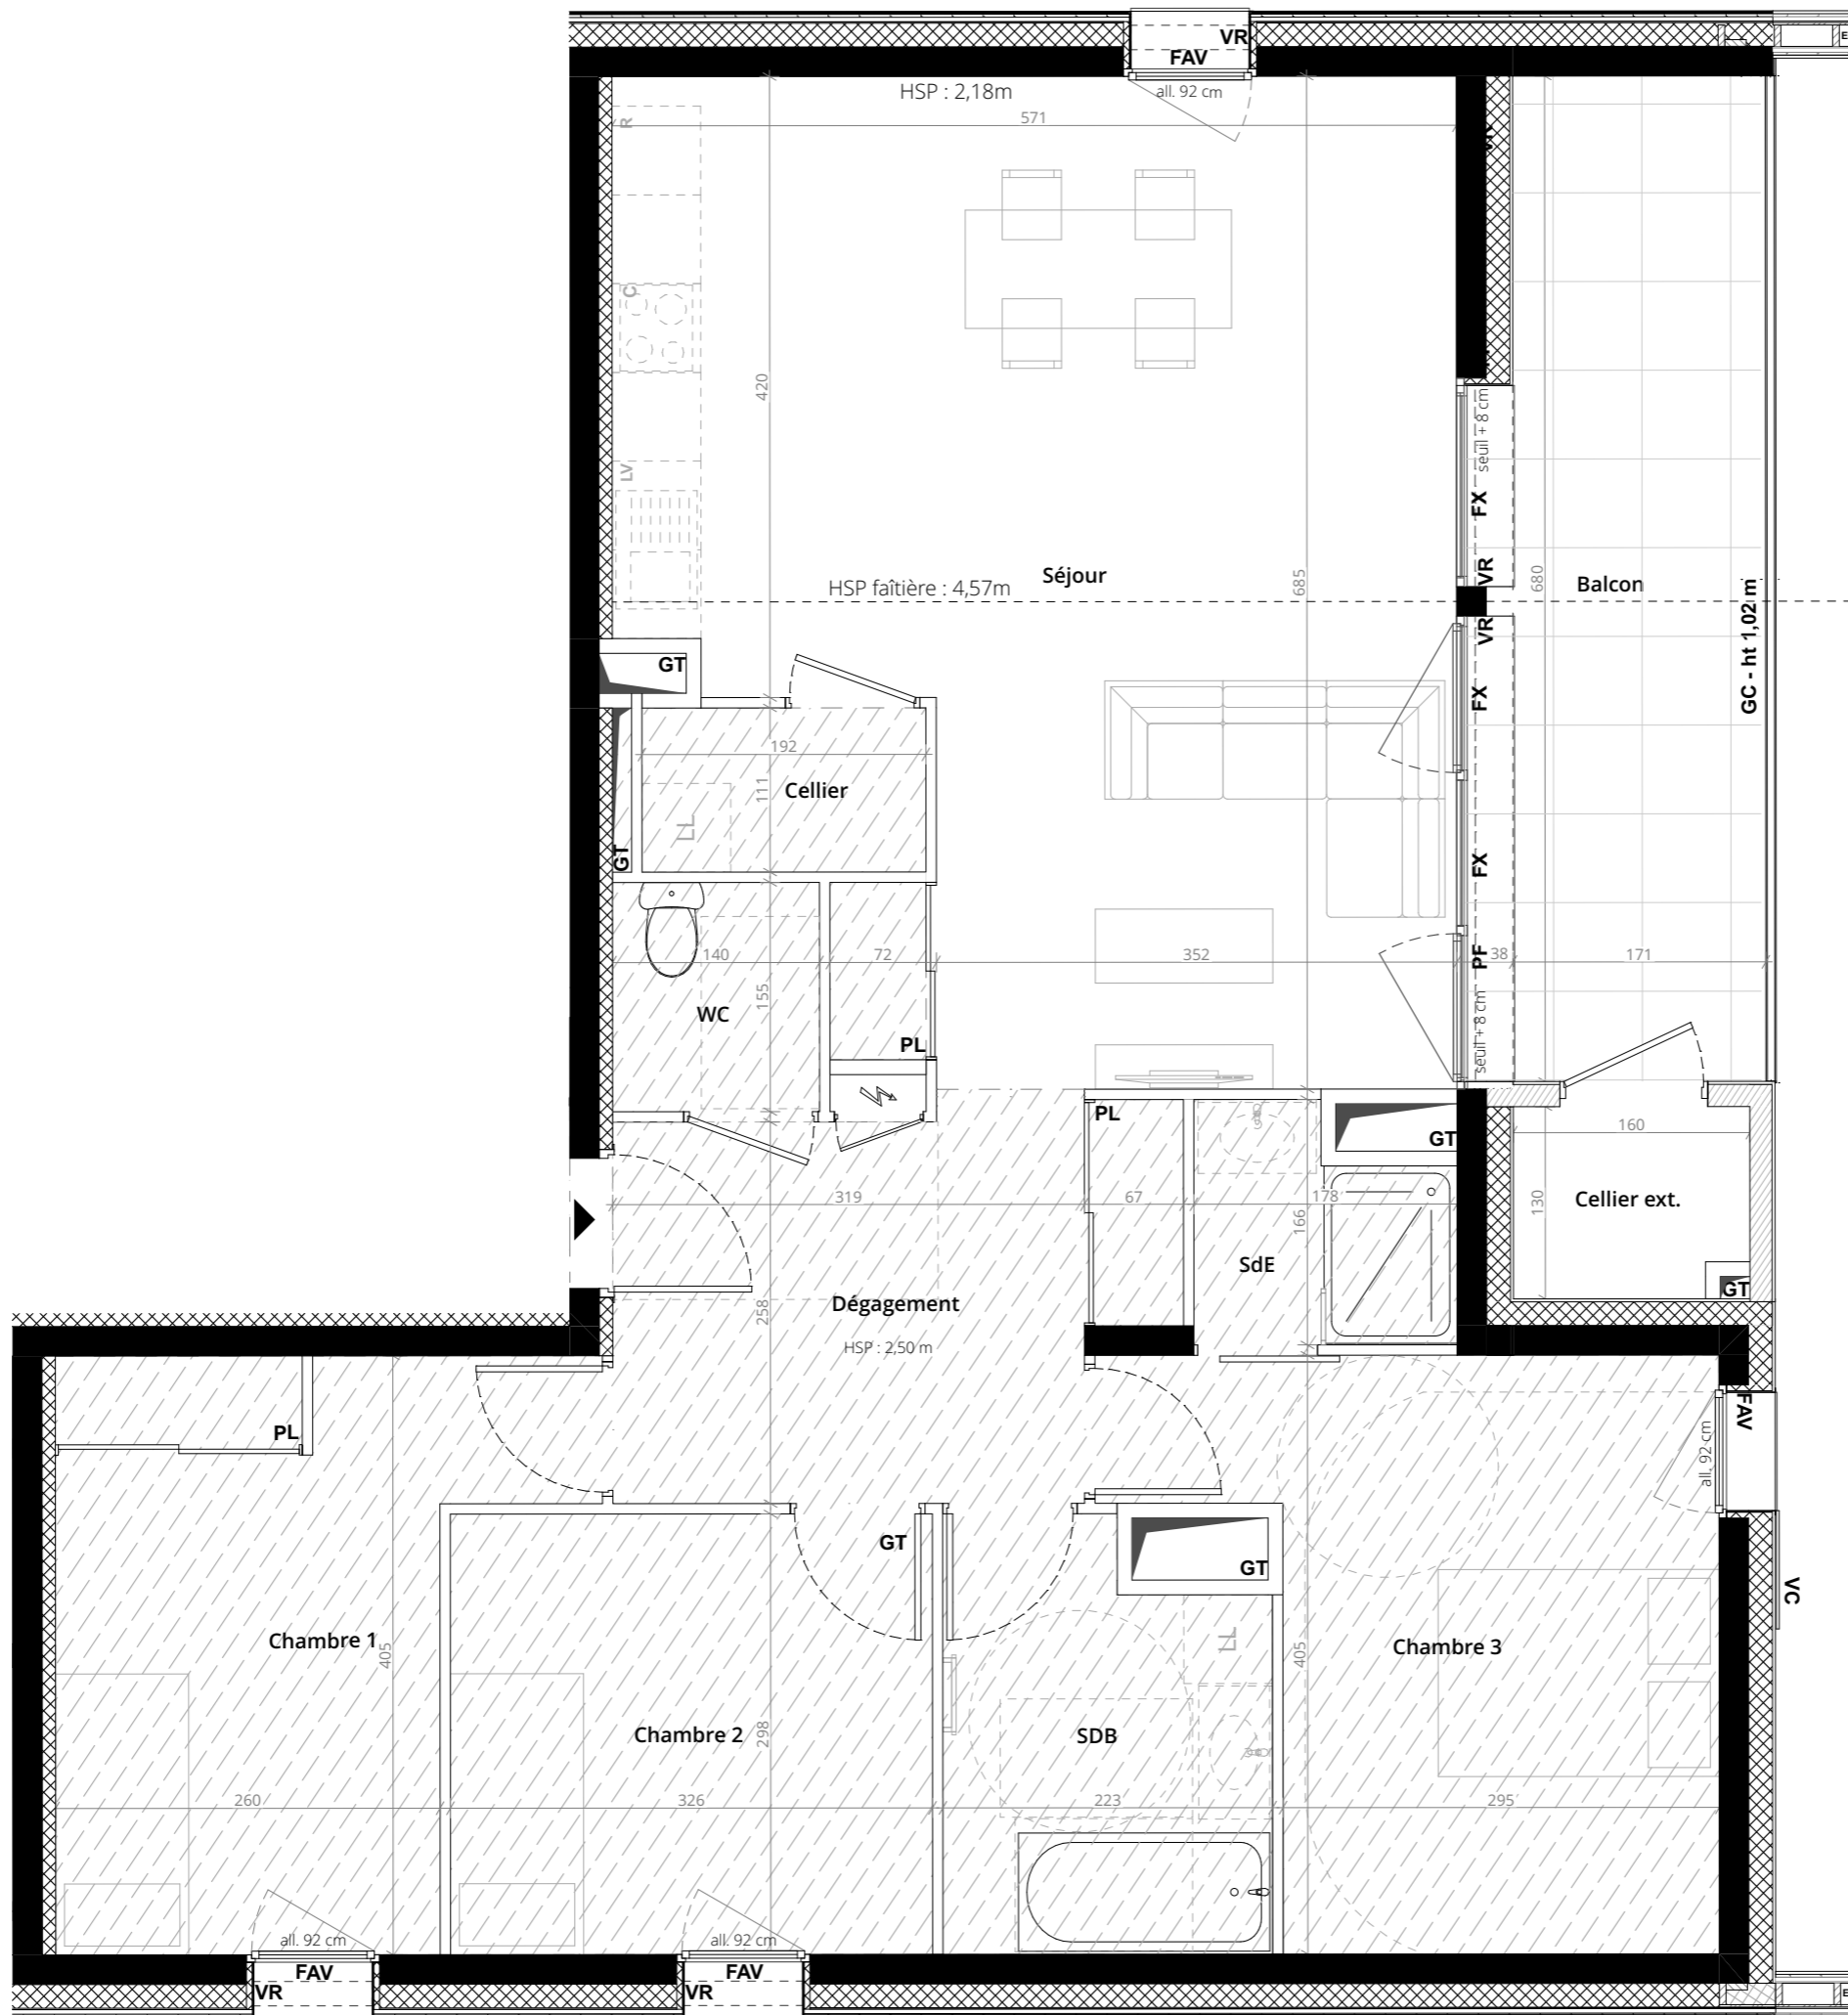 VR
E
FAV
HSP : 2,18m
all. 92 cm
571
R
VR
C
420
seuil + 8 cm
LV
FX
VR
HSP faîtière : 4,57m
Séjour
685
680
Balcon
GC - ht 1,02 m
VR
GT
FX
192
111
Cellier
LL
GT
FX
140
72
352
PF
38
171
155
WC
PL
seuil + 8 cm
PL
GT
160
319
67
178
130
Cellier ext.
166
SdE
GT
Dégagement
258
HSP : 2,50 m
PL
FAV
all. 92 cm
GT
GT
VC
Chambre 1
405
LL
405
Chambre 3
Chambre 2
298
SDB
260
326
223
295
all. 92 cm
all. 92 cm
FAV
FAV
VR
VR
E